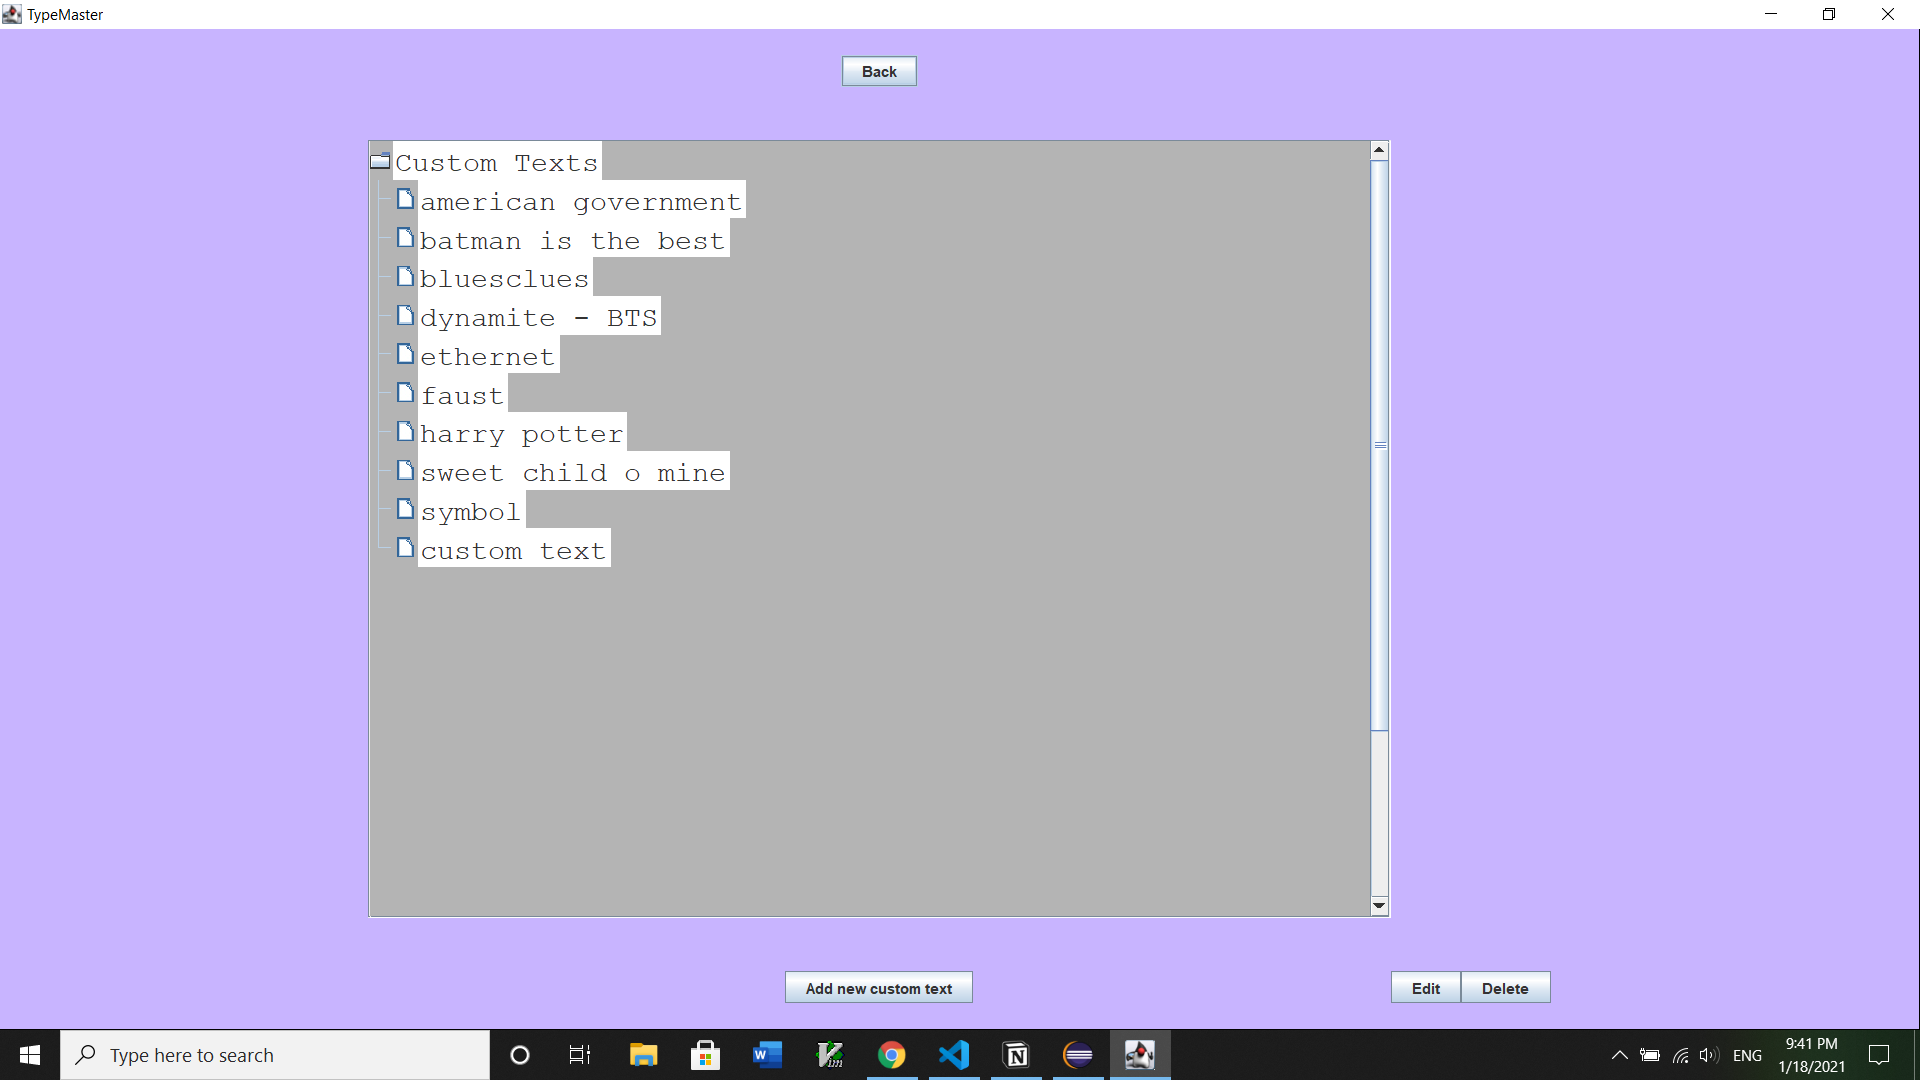 TypeMaster
Back
Custom Texts
american government
batman is the best
bluesclues
dynamite - BTS
ethernet
faust
harry potter
sweet child o mine
symbol
custom text
Add new custom text
Edit
Delete
Type here to search
W
Vim
N
ENG
9:41 PM
1/18/2021